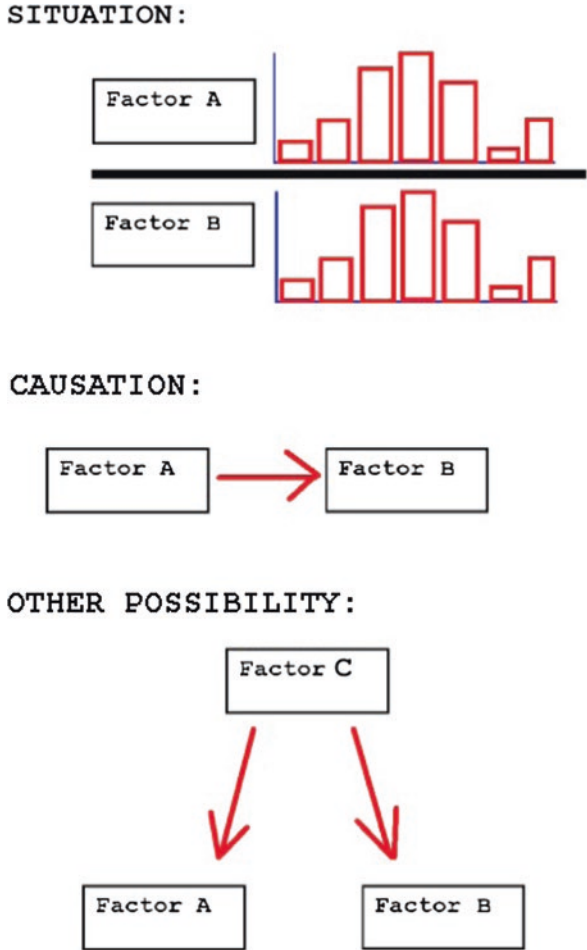 SITUATION:
Factor A
Factor B
CAUSATION:
Factor A
Factor B
OTHER POSSIBILITY:
Factor C
Factor A
Factor B